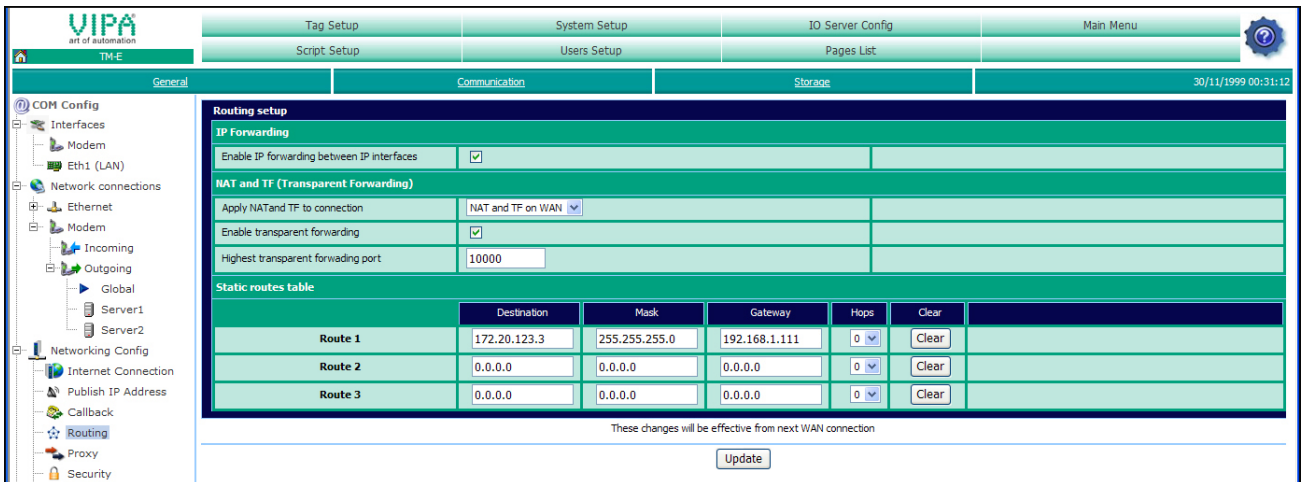 VIPA
art of automation
TM-E
Tag Setup
System Setup
IO Server Config
Main Menu
Script Setup
Users Setup
Pages List
General
Communication
Storage
30/11/1999 00:31:12
COM Config
Interfaces
Modem
Eth1 (LAN)
Network connections
Ethernet
Modem
Incoming
Outgoing
Global
Server1
Server2
Networking Config
Internet Connection
Publish IP Address
Callback
Routing
Proxy
Security
Routing setup
IP Forwarding
Enable IP forwarding between IP interfaces
NAT and TF (Transparent Forwarding)
Apply NATand TF to connection NAT and TF on WAN
Enable transparent forwarding
Highest transparent forwading port 10000
Static routes table
Destination Mask Gateway Hops Clear
Route 1 172.20.123.3 255.255.255.0 192.168.1.111 0 Clear
Route 2 0.0.0.0 0.0.0.0 0.0.0.0 0 Clear
Route 3 0.0.0.0 0.0.0.0 0.0.0.0 0 Clear
These changes will be effective from next WAN connection
Update